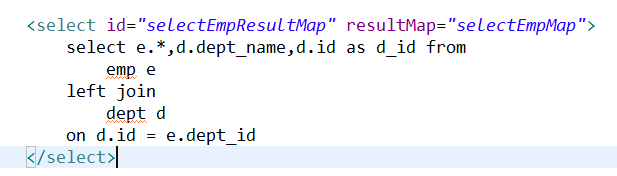 <select id="selectEmpResultMap" resultMap="selectEmpMap">
select e.*,d.dept_name,d.id as d_id from
emp e
left join
dept d
on d.id = e.dept_id
</select>